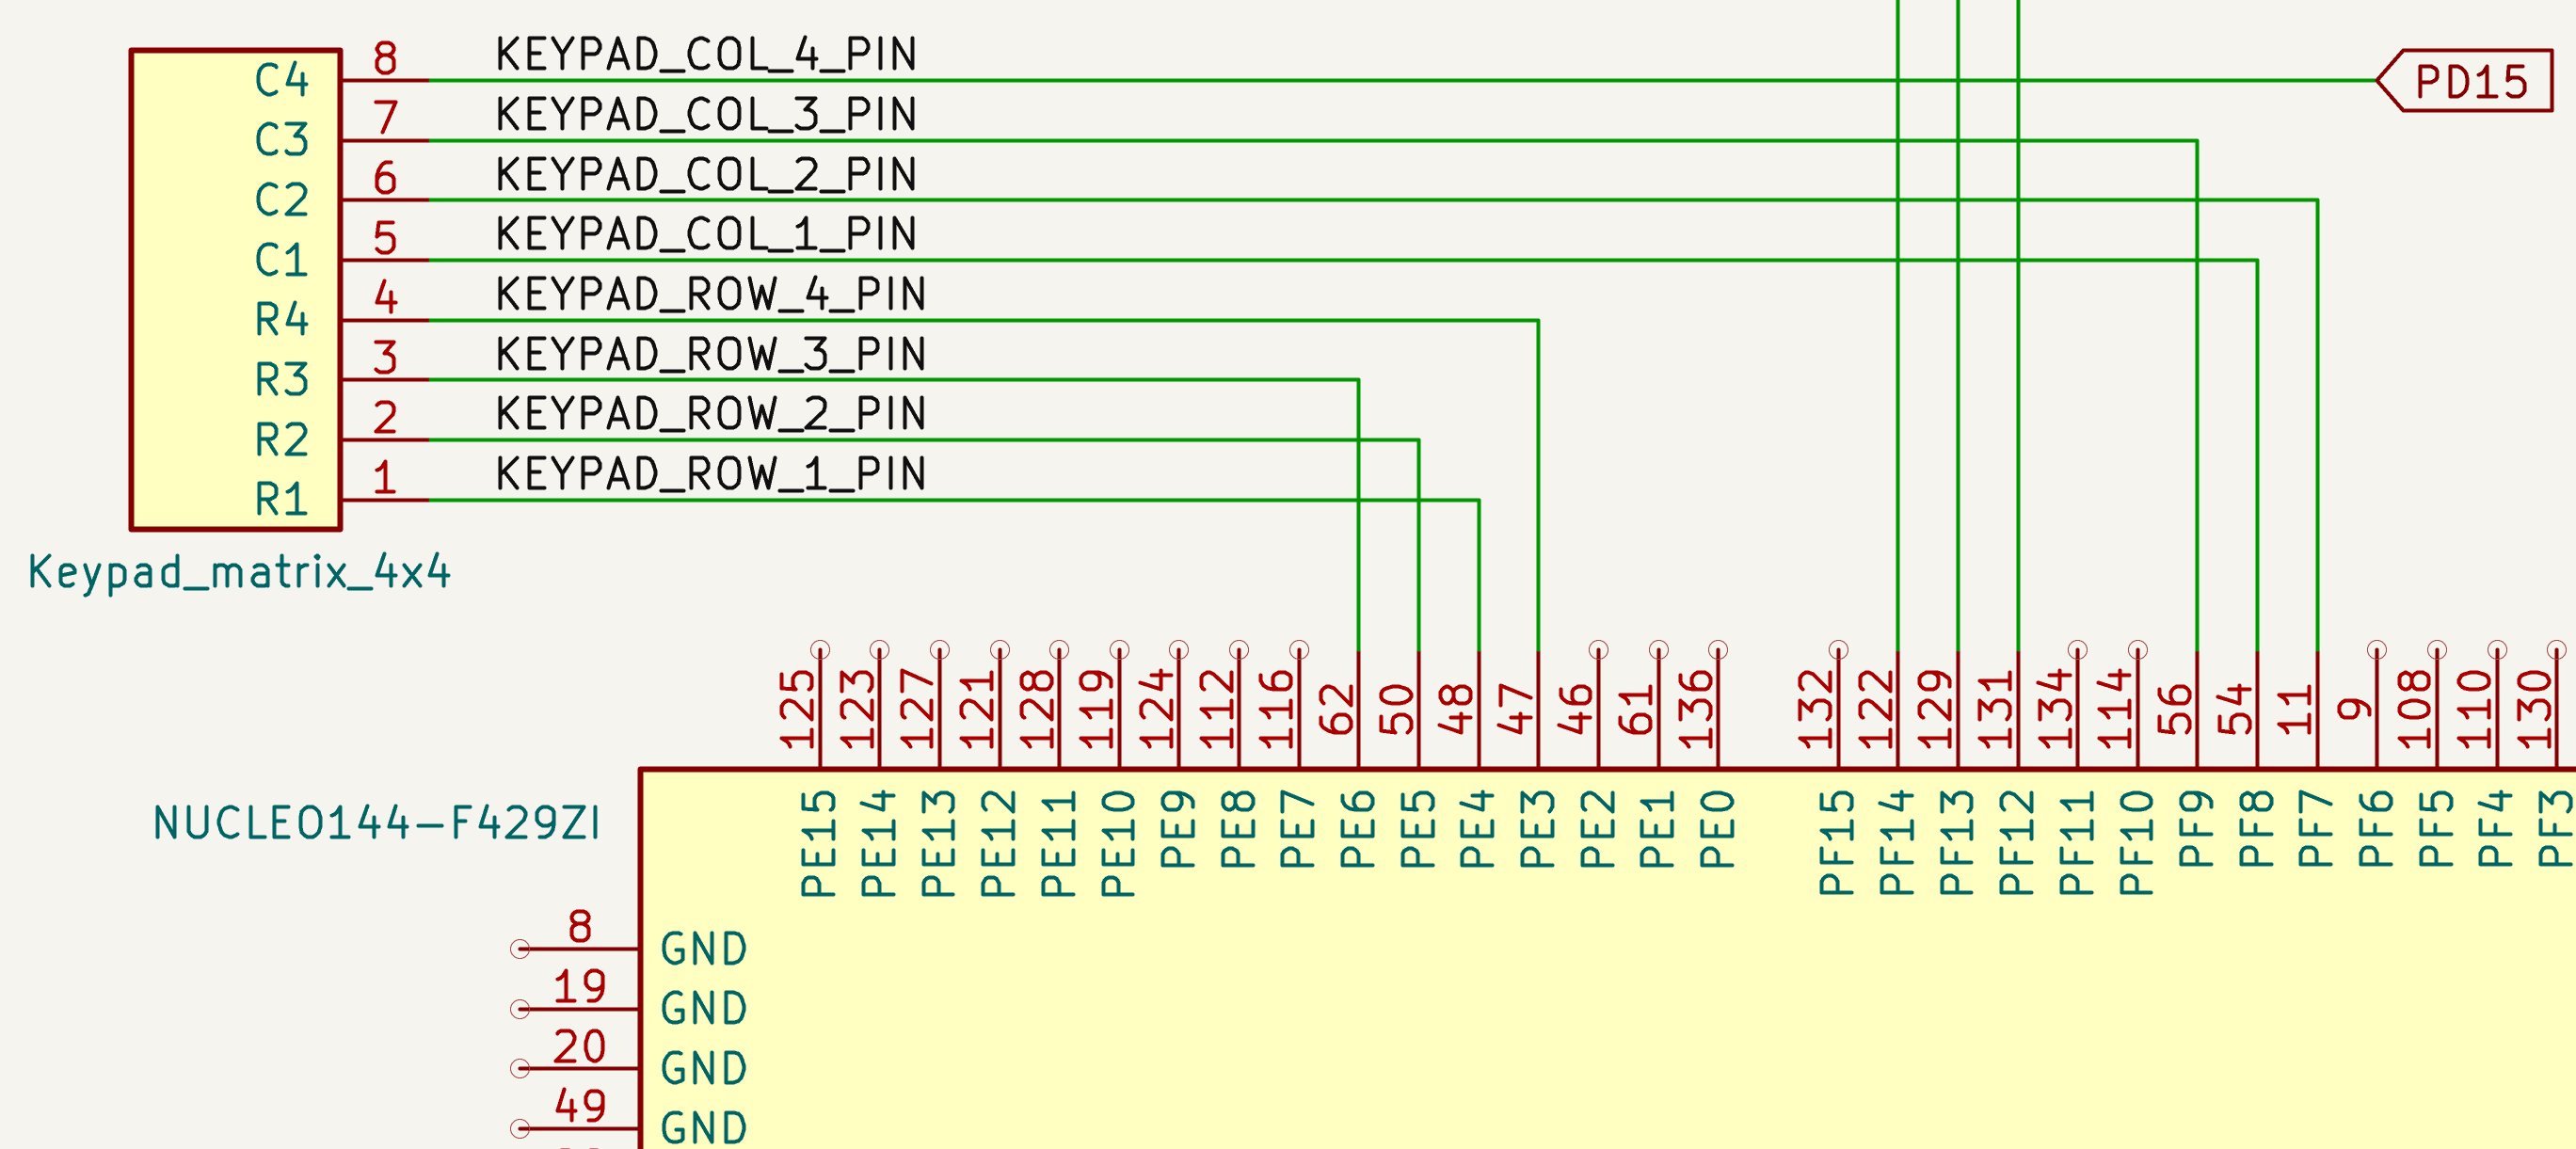 C4 8 KEYPAD_COL_4_PIN PD15
C3 7 KEYPAD_COL_3_PIN
C2 6 KEYPAD_COL_2_PIN
C1 5 KEYPAD_COL_1_PIN
R4 4 KEYPAD_ROW_4_PIN
R3 3 KEYPAD_ROW_3_PIN
R2 2 KEYPAD_ROW_2_PIN
R1 1 KEYPAD_ROW_1_PIN
Keypad_matrix_4x4
125 123 127 121 128 119 124 112 116 62 50 48 47 46 61 136 132 122 129 131 134 114 56 54 11 9 108 110 130
NUCLEO144-F429ZI
PE15 PE14 PE13 PE12 PE11 PE10 PE9 PE8 PE7 PE6 PE5 PE4 PE3 PE2 PE1 PE0 PF15 PF14 PF13 PF12 PF11 PF10 PF9 PF8 PF7 PF6 PF5 PF4 PF3
8 GND
19 GND
20 GND
49 GND